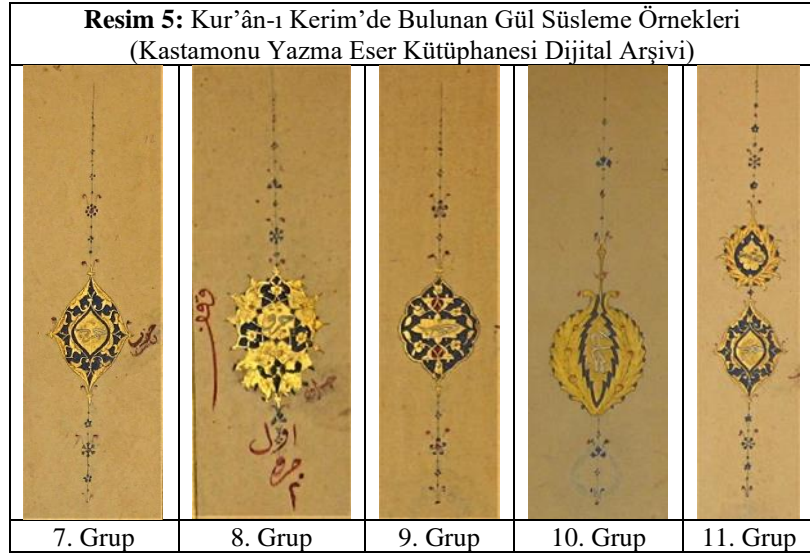 Resim 5: Kur’ân-ı Kerim’de Bulunan Gül Süsleme Örnekleri
(Kastamonu Yazma Eser Kütüphanesi Dijital Arşivi)
اول
7. Grup 8. Grup 9. Grup 10. Grup 11. Grup